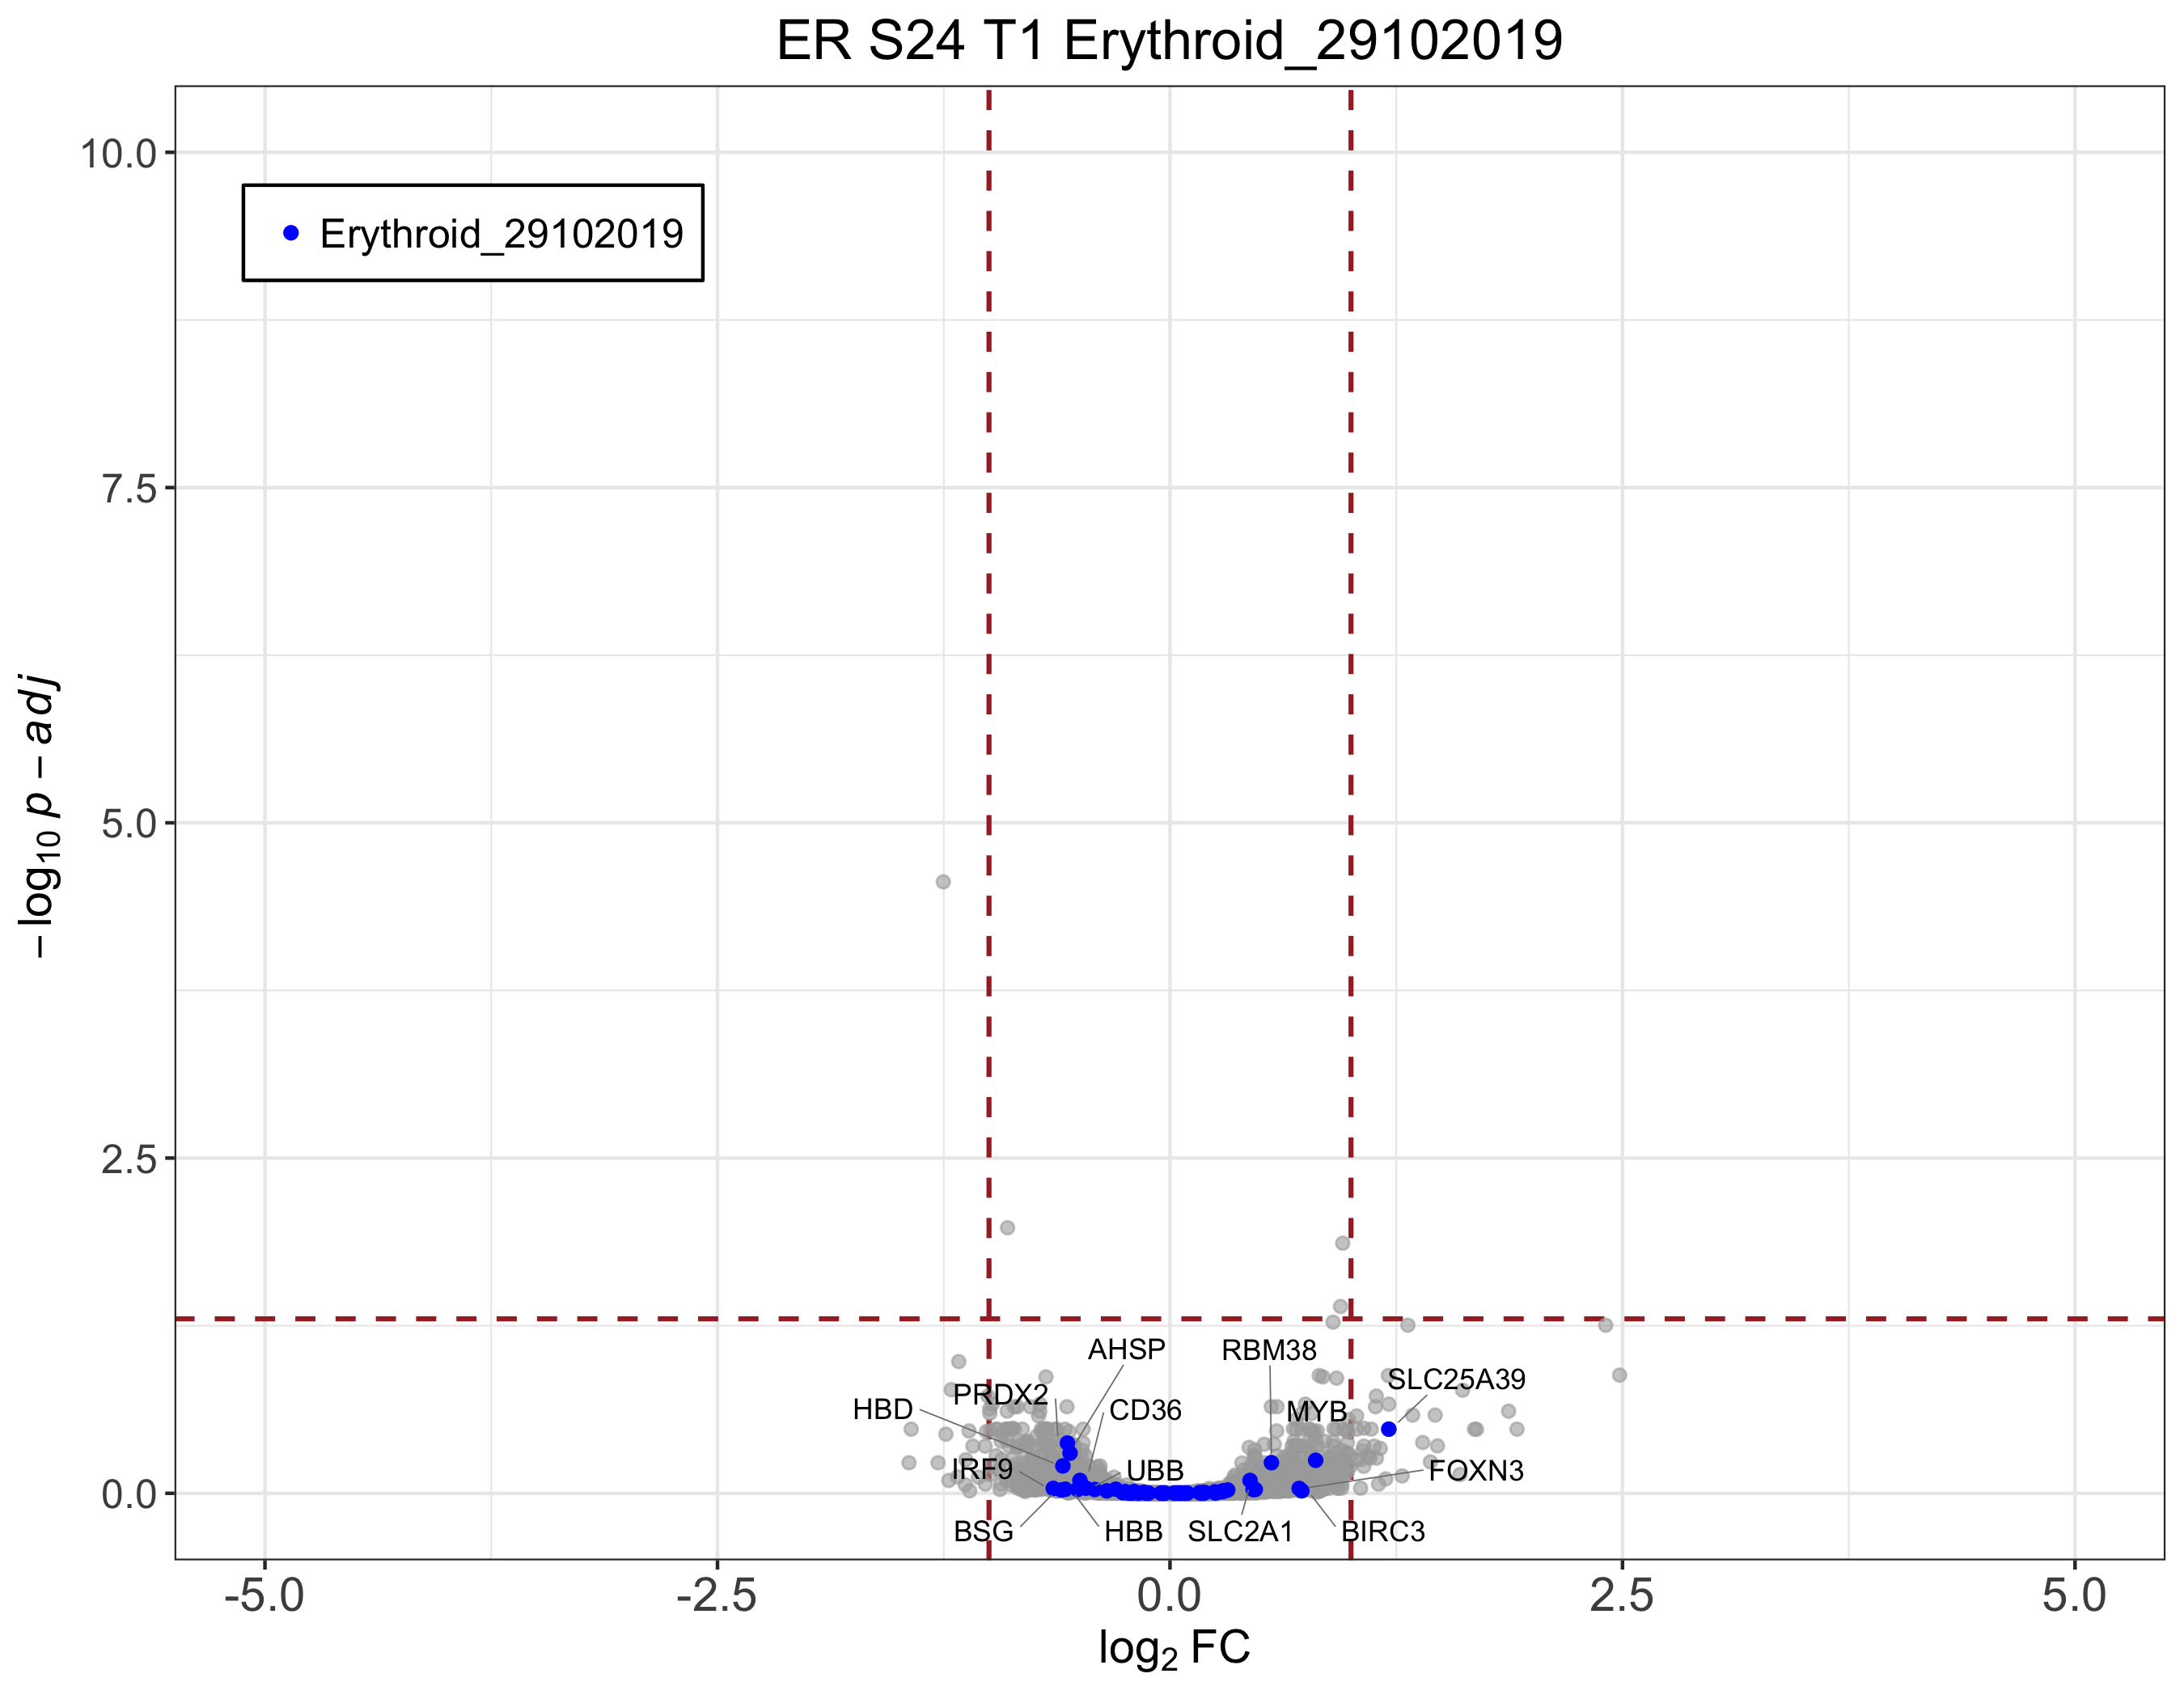 ER S24 T1 Erythroid_29102019
10.0
Erythroid_29102019
7.5
5.0
2.5
0.0
−log10 p − adj
AHSP
RBM38
SLC25A39
PRDX2
HBD
CD36
MYB
IRF9
UBB
FOXN3
BSG
HBB
SLC2A1
BIRC3
-5.0
-2.5
0.0
2.5
5.0
log2 FC